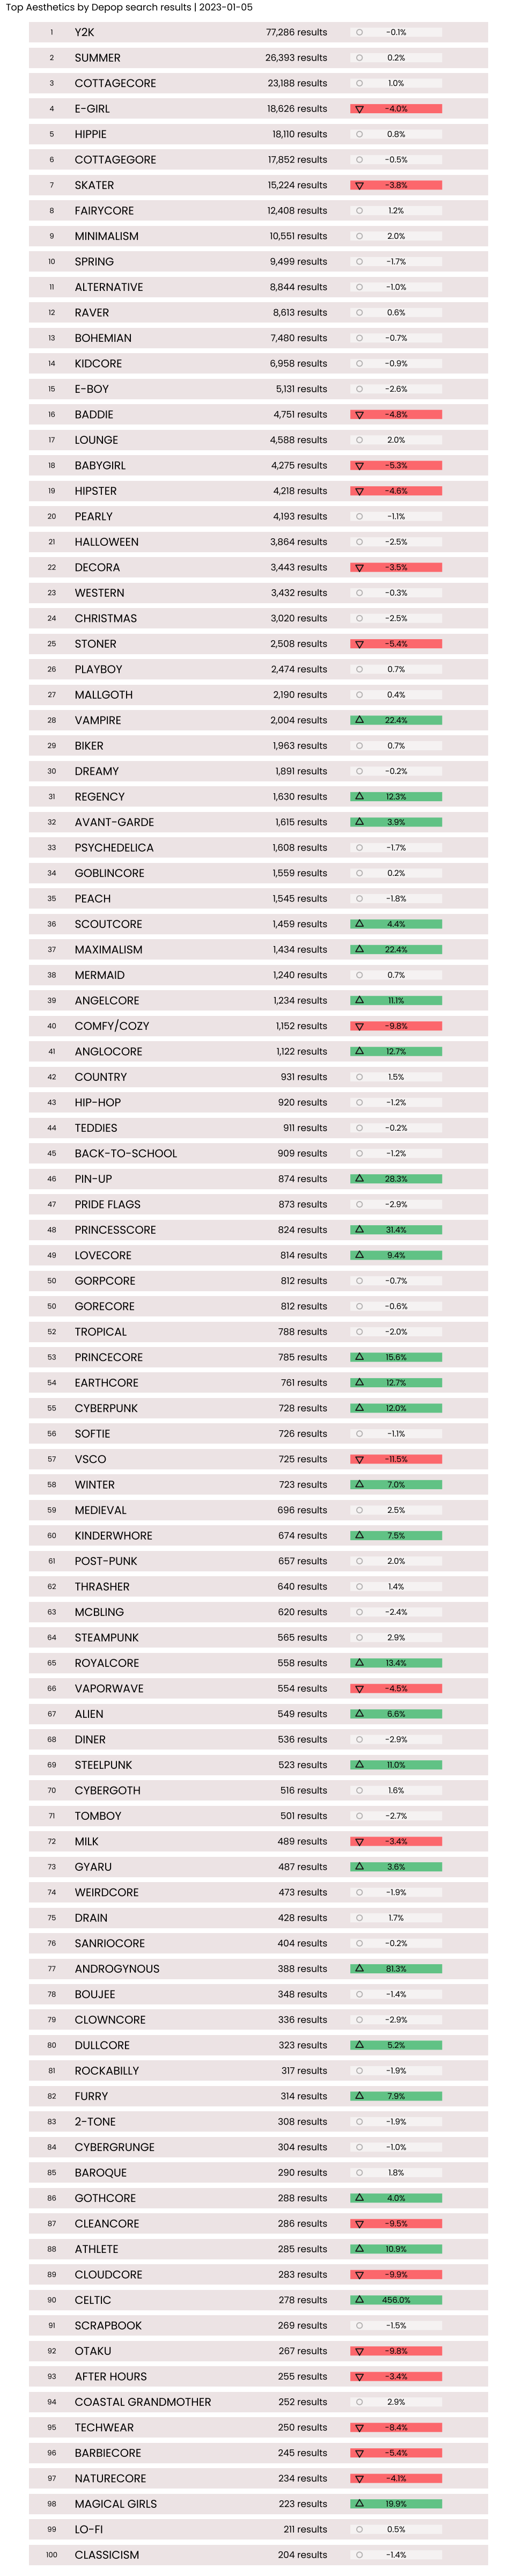 Top Aesthetics by Depop search results | 2023-01-05
1 Y2K 77,286 results -0.1%
2 SUMMER 26,393 results 0.2%
3 COTTAGECORE 23,188 results 1.0%
4 E-GIRL 18,626 results -4.0%
5 HIPPIE 18,110 results 0.8%
6 COTTAGEGORE 17,852 results -0.5%
7 SKATER 15,224 results -3.8%
8 FAIRYCORE 12,408 results 1.2%
9 MINIMALISM 10,551 results 2.0%
10 SPRING 9,499 results -1.7%
11 ALTERNATIVE 8,844 results -1.0%
12 RAVER 8,613 results 0.6%
13 BOHEMIAN 7,480 results -0.7%
14 KIDCORE 6,958 results -0.9%
15 E-BOY 5,131 results -2.6%
16 BADDIE 4,751 results -4.8%
17 LOUNGE 4,588 results 2.0%
18 BABYGIRL 4,275 results -5.3%
19 HIPSTER 4,218 results -4.6%
20 PEARLY 4,193 results -1.1%
21 HALLOWEEN 3,864 results -2.5%
22 DECORA 3,443 results -3.5%
23 WESTERN 3,432 results -0.3%
24 CHRISTMAS 3,020 results -2.5%
25 STONER 2,508 results -5.4%
26 PLAYBOY 2,474 results 0.7%
27 MALLGOTH 2,190 results 0.4%
28 VAMPIRE 2,004 results 22.4%
29 BIKER 1,963 results 0.7%
30 DREAMY 1,891 results -0.2%
31 REGENCY 1,630 results 12.3%
32 AVANT-GARDE 1,615 results 3.9%
33 PSYCHEDELICA 1,608 results -1.7%
34 GOBLINCORE 1,559 results 0.2%
35 PEACH 1,545 results -1.8%
36 SCOUTCORE 1,459 results 4.4%
37 MAXIMALISM 1,434 results 22.4%
38 MERMAID 1,240 results 0.7%
39 ANGELCORE 1,234 results 11.1%
40 COMFY/COZY 1,152 results -9.8%
41 ANGLOCORE 1,122 results 12.7%
42 COUNTRY 931 results 1.5%
43 HIP-HOP 920 results -1.2%
44 TEDDIES 911 results -0.2%
45 BACK-TO-SCHOOL 909 results -1.2%
46 PIN-UP 874 results 28.3%
47 PRIDE FLAGS 873 results -2.9%
48 PRINCESSCORE 824 results 31.4%
49 LOVECORE 814 results 9.4%
50 GORPCORE 812 results -0.7%
50 GORECORE 812 results -0.6%
52 TROPICAL 788 results -2.0%
53 PRINCECORE 785 results 15.6%
54 EARTHCORE 761 results 12.7%
55 CYBERPUNK 728 results 12.0%
56 SOFTIE 726 results -1.1%
57 VSCO 725 results -11.5%
58 WINTER 723 results 7.0%
59 MEDIEVAL 696 results 2.5%
60 KINDERWHORE 674 results 7.5%
61 POST-PUNK 657 results 2.0%
62 THRASHER 640 results 1.4%
63 MCBLING 620 results -2.4%
64 STEAMPUNK 565 results 2.9%
65 ROYALCORE 558 results 13.4%
66 VAPORWAVE 554 results -4.5%
67 ALIEN 549 results 6.6%
68 DINER 536 results -2.9%
69 STEELPUNK 523 results 11.0%
70 CYBERGOTH 516 results 1.6%
71 TOMBOY 501 results -2.7%
72 MILK 489 results -3.4%
73 GYARU 487 results 3.6%
74 WEIRDCORE 473 results -1.9%
75 DRAIN 428 results 1.7%
76 SANRIOCORE 404 results -0.2%
77 ANDROGYNOUS 388 results 81.3%
78 BOUJEE 348 results -1.4%
79 CLOWNCORE 336 results -2.9%
80 DULLCORE 323 results 5.2%
81 ROCKABILLY 317 results -1.9%
82 FURRY 314 results 7.9%
83 2-TONE 308 results -1.9%
84 CYBERGRUNGE 304 results -1.0%
85 BAROQUE 290 results 1.8%
86 GOTHCORE 288 results 4.0%
87 CLEANCORE 286 results -9.5%
88 ATHLETE 285 results 10.9%
89 CLOUDCORE 283 results -9.9%
90 CELTIC 278 results 456.0%
91 SCRAPBOOK 269 results -1.5%
92 OTAKU 267 results -9.8%
93 AFTER HOURS 255 results -3.4%
94 COASTAL GRANDMOTHER 252 results 2.9%
95 TECHWEAR 250 results -8.4%
96 BARBIECORE 245 results -5.4%
97 NATURECORE 234 results -4.1%
98 MAGICAL GIRLS 223 results 19.9%
99 LO-FI 211 results 0.5%
100 CLASSICISM 204 results -1.4%